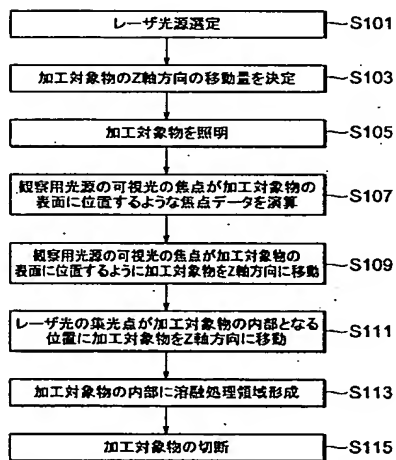 レーザ光源選定
S101
加工対象物のZ軸方向の移動量を決定
S103
加工対象物を照明
S105
観察用光源の可視光の焦点が加工対象物の
表面に位置するような焦点データを演算
S107
観察用光源の可視光の焦点が加工対象物の
表面に位置するように加工対象物をZ軸方向に移動
S109
レーザ光の集光点が加工対象物の内部となる
位置に加工対象物をZ軸方向に移動
S111
加工対象物の内部に溶融処理領域形成
S113
加工対象物の切断
S115